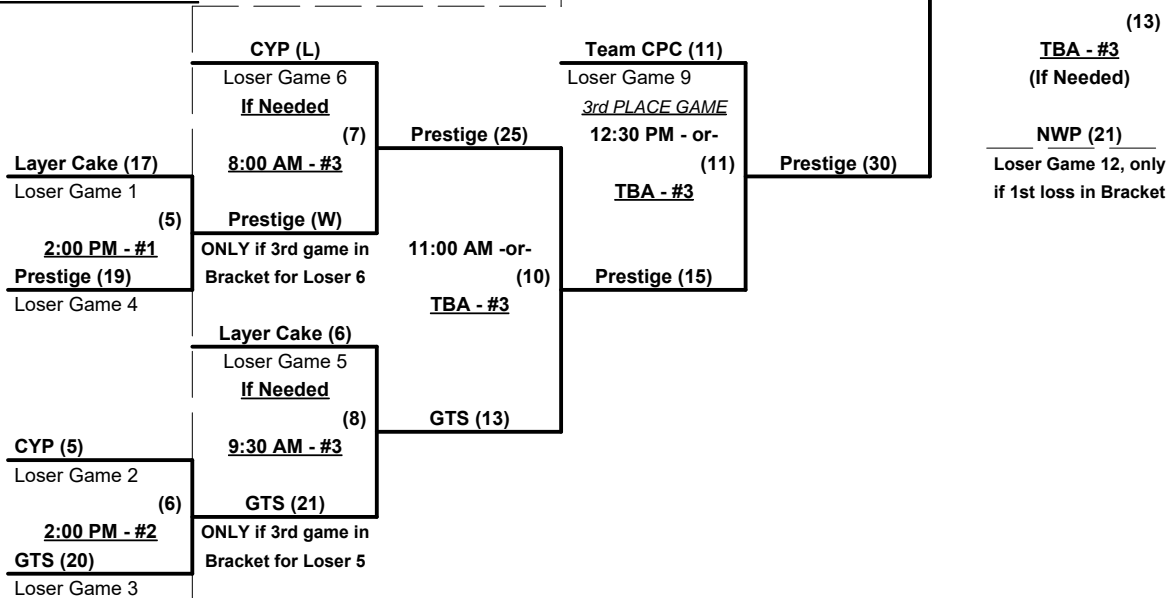 (13)
CYP (L)
Team CPC (11)
TBA - #3
Loser Game 6
Loser Game 9
(If Needed)
If Needed
3rd PLACE GAME
(7)
Prestige (25)
12:30 PM - or-
NWP (21)
Layer Cake (17)
8:00 AM - #3
(11)
Prestige (30)
Loser Game 12, only
Loser Game 1
TBA - #3
if 1st loss in Bracket
(5)
Prestige (W)
2:00 PM - #1
ONLY if 3rd game in
11:00 AM -or-
Prestige (19)
Bracket for Loser 6
(10)
Prestige (15)
Loser Game 4
TBA - #3
Layer Cake (6)
Loser Game 5
If Needed
(8)
GTS (13)
CYP (5)
9:30 AM - #3
Loser Game 2
(6)
GTS (21)
2:00 PM - #2
ONLY if 3rd game in
GTS (20)
Bracket for Loser 5
Loser Game 3